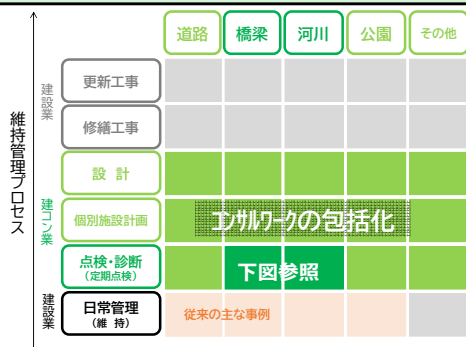 道路 橋梁 河川 公園 その他
維持管理プロセス
建設業
更新工事
修繕工事
建コン業
設 計
個別施設計画
コンサルワークの包括化
点検・診断
（定期点検）
下図参照
建設業
日常管理
（維 持）
従来の主な事例